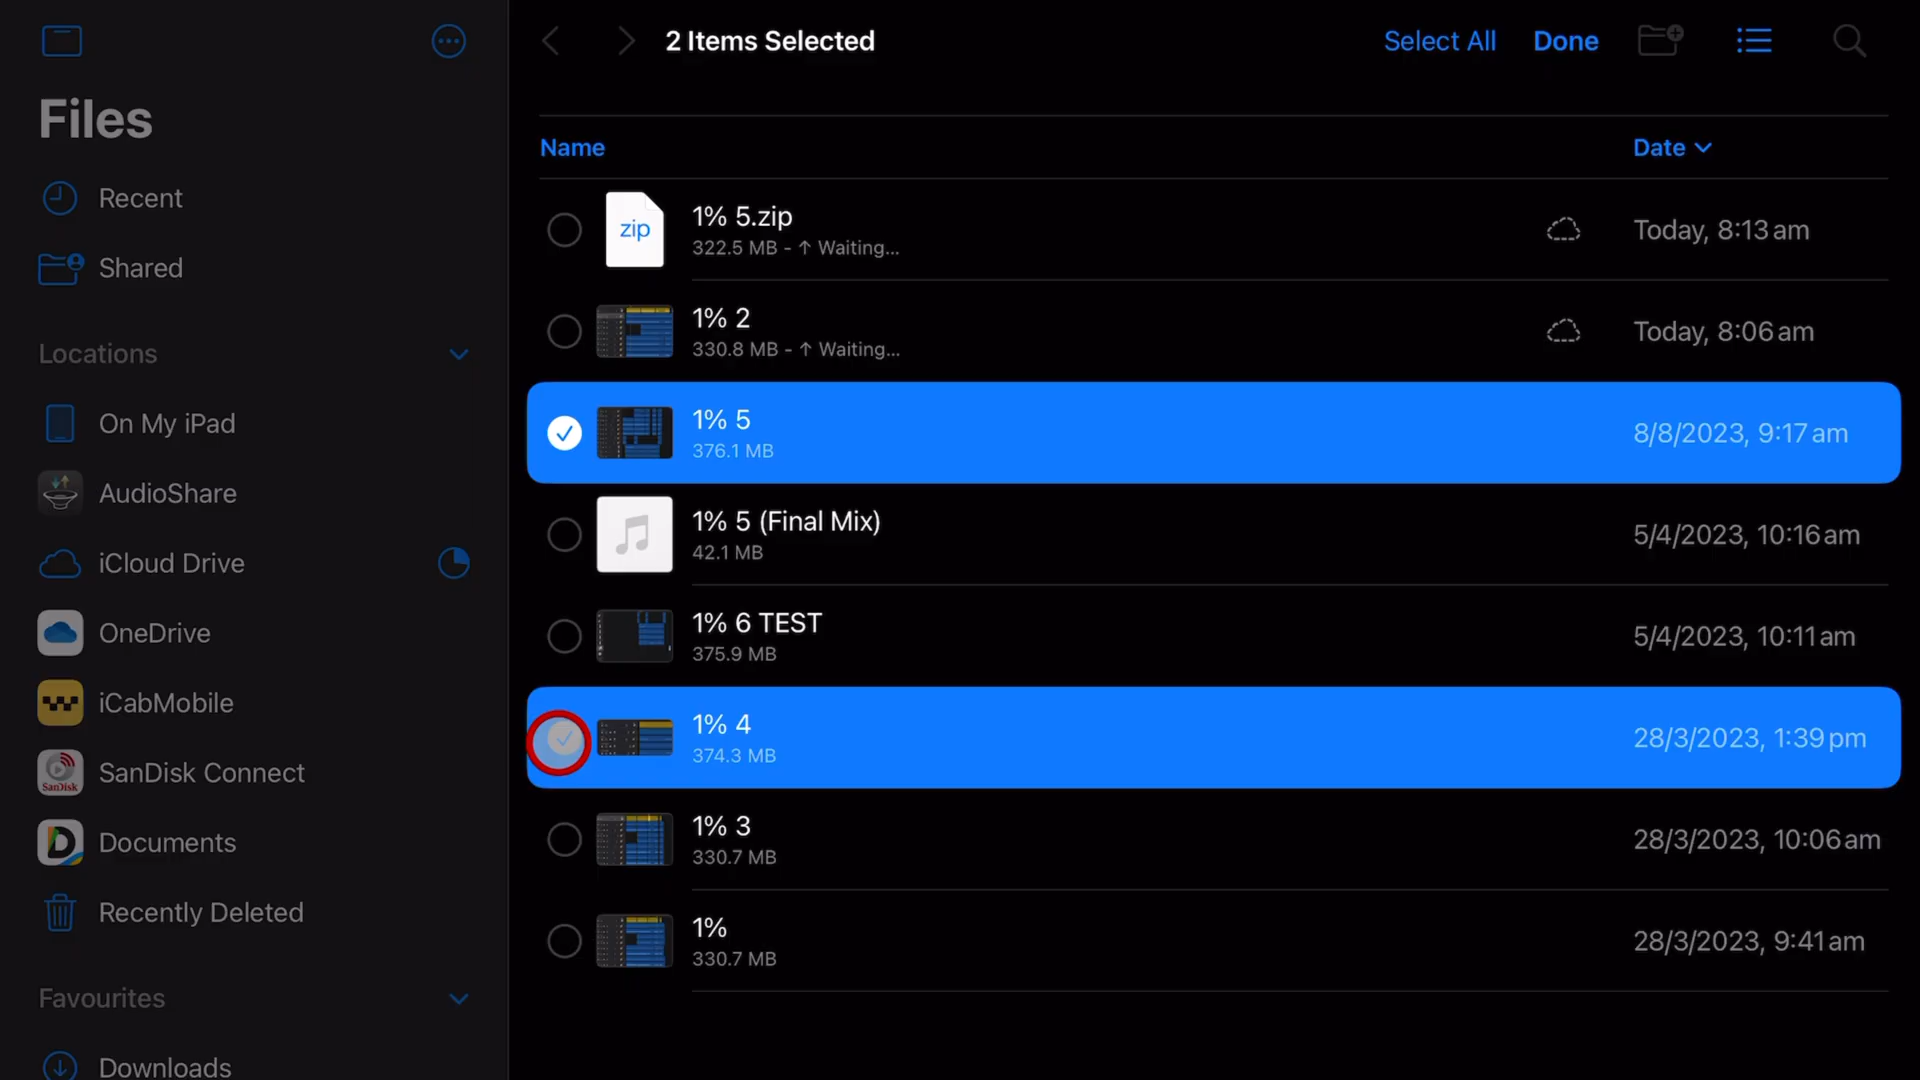 2 Items Selected
Select All
Done
Files
Recent
Shared
Locations
On My iPad
AudioShare
iCloud Drive
OneDrive
iCabMobile
SanDisk Connect
SanDisk
Documents
Recently Deleted
Favourites
Downloads
Name
Date
zip
1% 5.zip
322.5 MB - ↑ Waiting...
Today, 8:13 am
1% 2
330.8 MB - ↑ Waiting...
Today, 8:06 am
1% 5
376.1 MB
8/8/2023, 9:17 am
1% 5 (Final Mix)
42.1 MB
5/4/2023, 10:16 am
1% 6 TEST
375.9 MB
5/4/2023, 10:11 am
1% 4
374.3 MB
28/3/2023, 1:39 pm
1% 3
330.7 MB
28/3/2023, 10:06 am
1%
330.7 MB
28/3/2023, 9:41 am